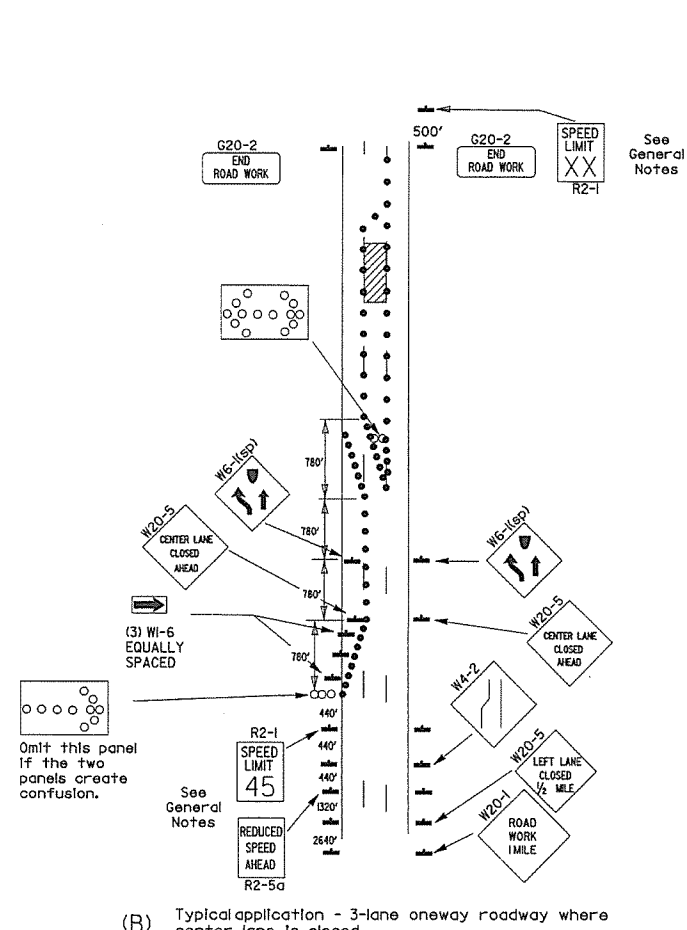 500'
G20-2
END
ROAD WORK
G20-2
END
ROAD WORK
SPEED
LIMIT
XX
R2-1
See
General
Notes
780'
W6-1(sp)
780'
W20-5
CENTER LANE
CLOSED
AHEAD
W6-1(sp)
780'
(3) W1-6
EQUALLY
SPACED
W20-5
CENTER LANE
CLOSED
AHEAD
780'
W4-2
Omit this panel
if the two
panels create
confusion.
440'
R2-1
SPEED
LIMIT
45
440'
440'
W20-5
LEFT LANE
CLOSED
1/2 MILE
See
General
Notes
1320'
REDUCED
SPEED
AHEAD
R2-5a
2640'
W20-1
ROAD
WORK
1 MILE
(B) Typical application - 3-lane oneway roadway where
center lane is closed